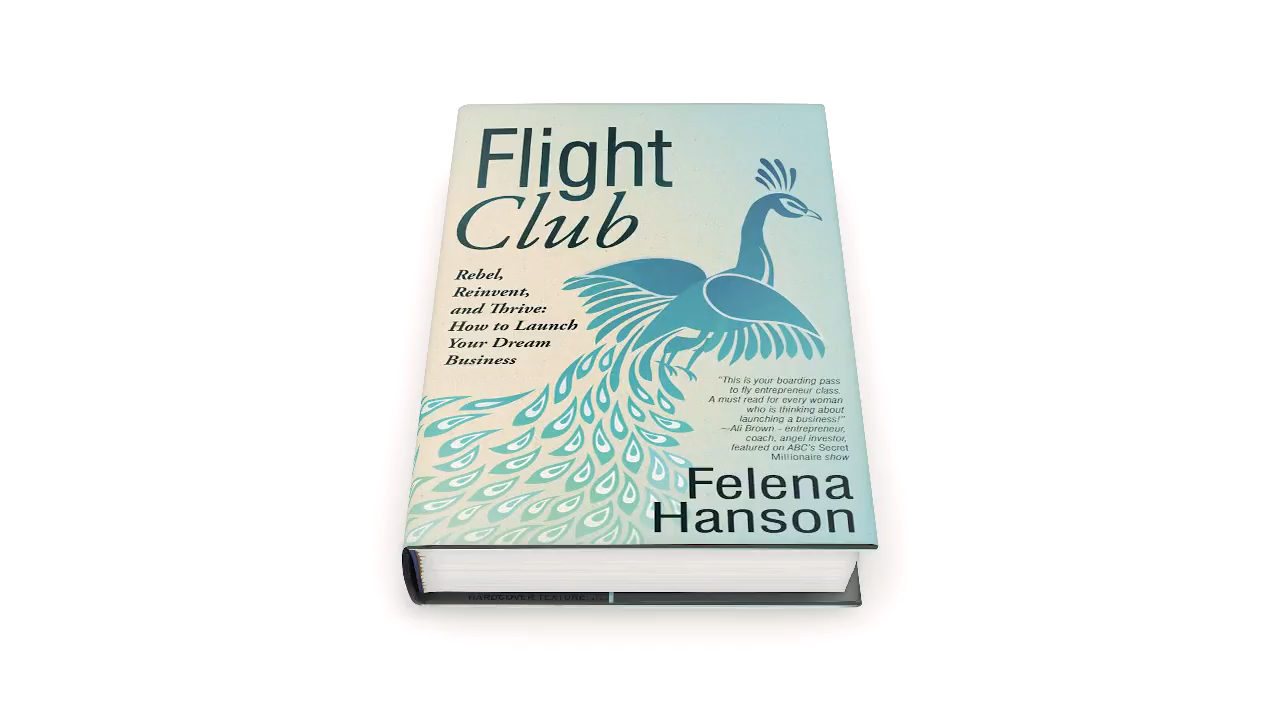 Flight
Club
Rebel,
Reinvent,
and Thrive:
How to Launch
Your Dream
Business
"This is your boarding pass
to fly entrepreneur class.
A must read for every woman
who is thinking about
launching a business!"
~Ali Brown - entrepreneur,
coach, angel investor,
featured on ABC's Secret
Millionaire show
Felena
Hanson
HARDCOVER TEXTURE